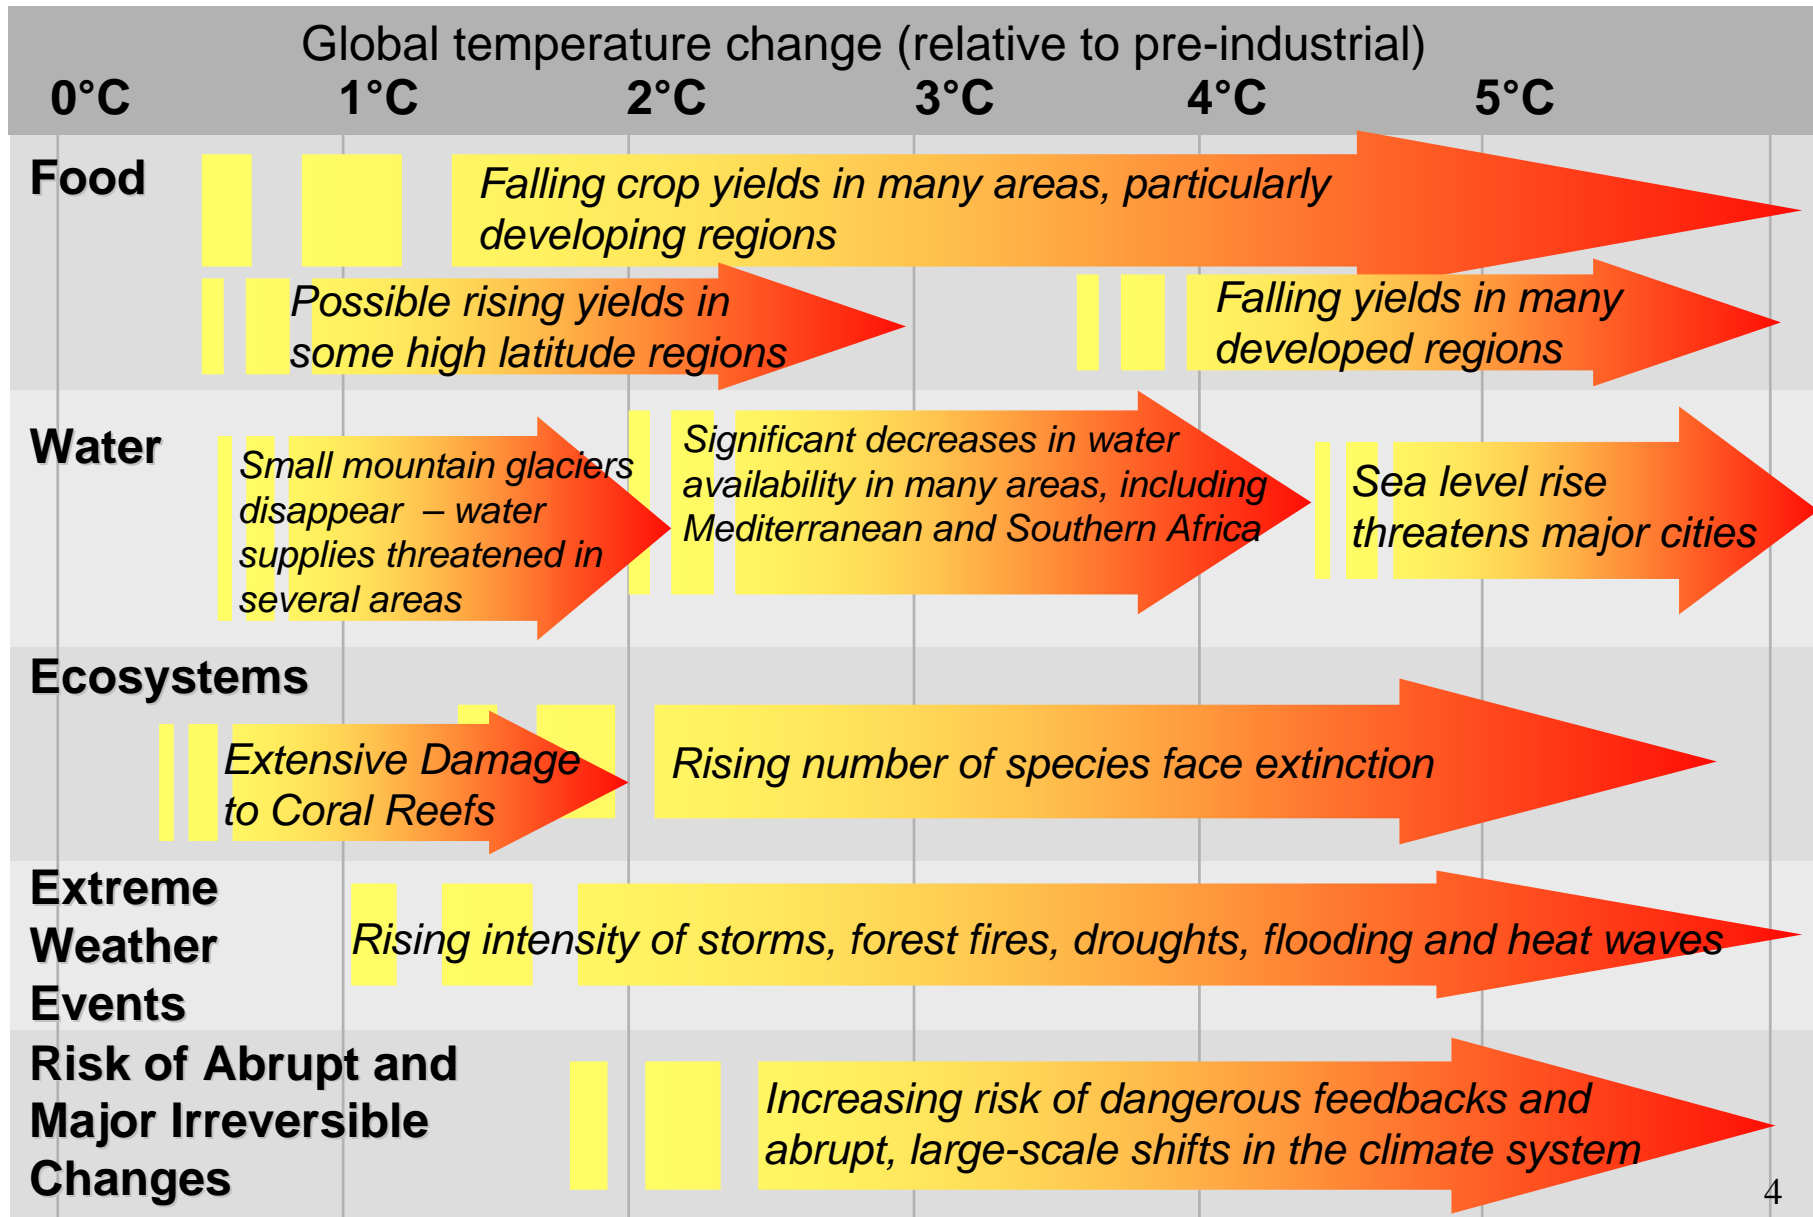 Global temperature change (relative to pre-industrial)
0°C 1°C 2°C 3°C 4°C 5°C
Food
Falling crop yields in many areas, particularly
developing regions
Possible rising yields in
some high latitude regions
Falling yields in many
developed regions
Water
Small mountain glaciers
disappear – water
supplies threatened in
several areas
Significant decreases in water
availability in many areas, including
Mediterranean and Southern Africa
Sea level rise
threatens major cities
Ecosystems
Extensive Damage
to Coral Reefs
Rising number of species face extinction
Extreme
Weather
Events
Rising intensity of storms, forest fires, droughts, flooding and heat waves
Risk of Abrupt and
Major Irreversible
Changes
Increasing risk of dangerous feedbacks and
abrupt, large-scale shifts in the climate system
4